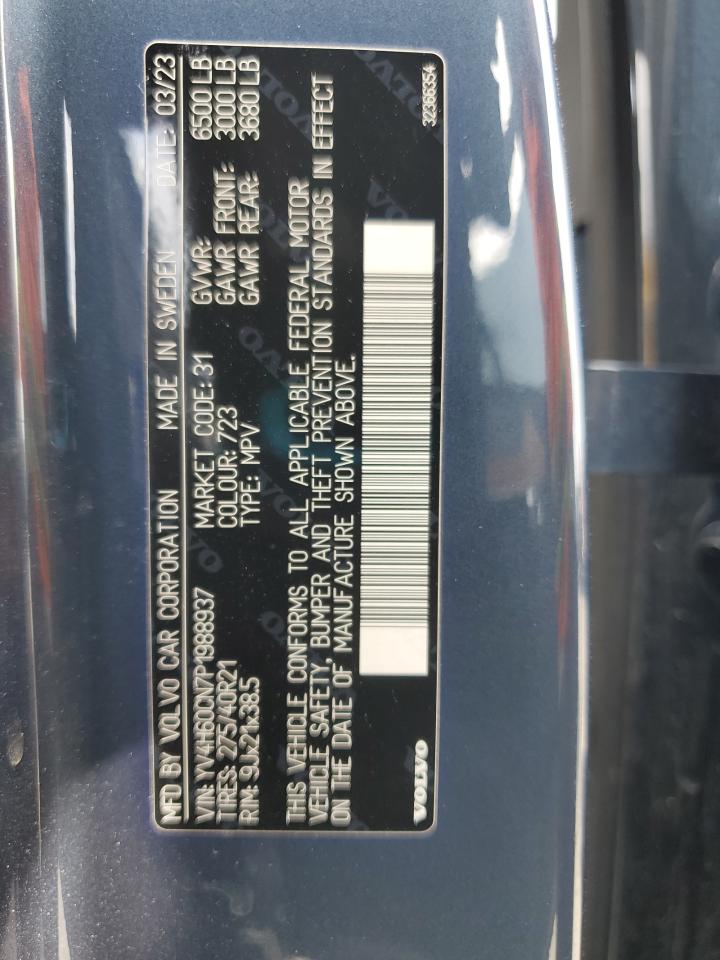 MFD BY VOLVO CAR CORPORATION MADE IN SWEDEN DATE: 03/23
VIN: YV4H60CN7P1988937 MARKET CODE: 31 GVWR: 6500 LB
TIRES: 275/40R21 COLOUR: 723 GAWR FRONT: 3000 LB
RIM: 9Jx21x38.5 TYPE: MPV GAWR REAR: 3680 LB
THIS VEHICLE CONFORMS TO ALL APPLICABLE FEDERAL MOTOR
VEHICLE SAFETY, BUMPER AND THEFT PREVENTION STANDARDS IN EFFECT
ON THE DATE OF MANUFACTURE SHOWN ABOVE.
VOLVO 32366354